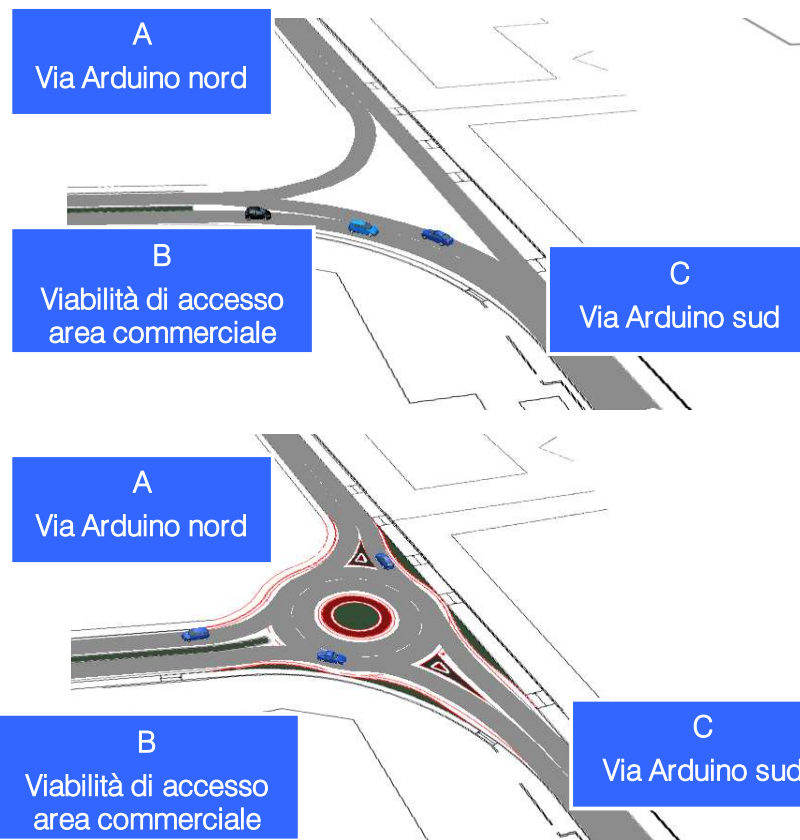 A
Via Arduino nord
B
Viabilità di accesso
area commerciale
C
Via Arduino sud
A
Via Arduino nord
B
Viabilità di accesso
area commerciale
C
Via Arduino sud